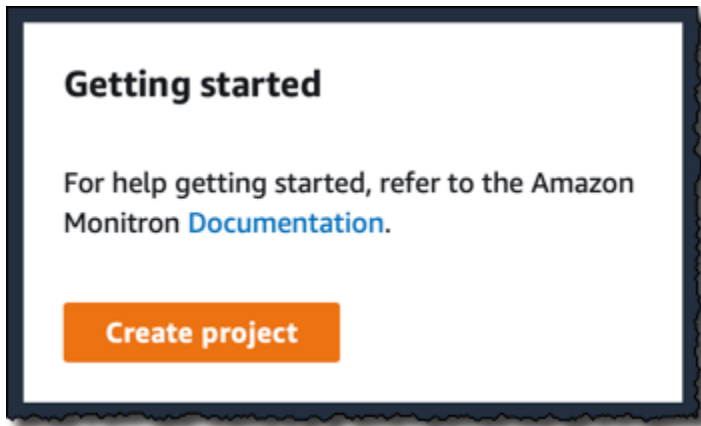 Getting started
For help getting started, refer to the Amazon
Monitron Documentation.
Create project